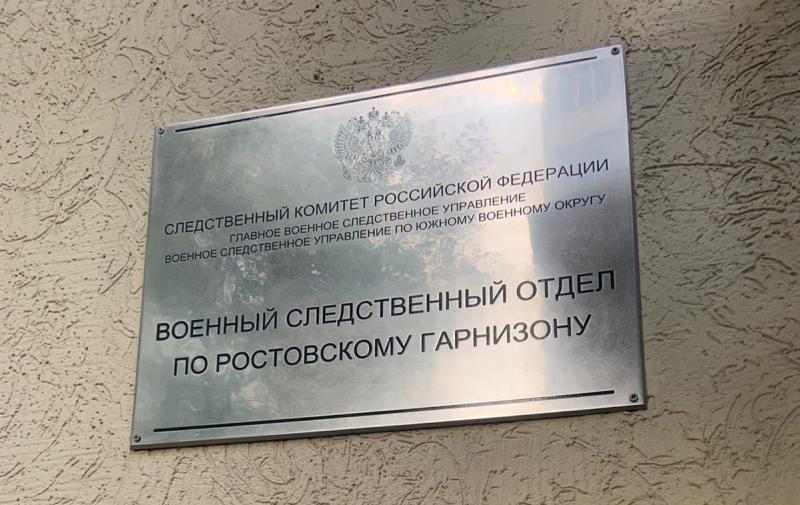 СЛЕДСТВЕННЫЙ КОМИТЕТ РОССИЙСКОЙ ФЕДЕРАЦИИ
ГЛАВНОЕ ВОЕННОЕ СЛЕДСТВЕННОЕ УПРАВЛЕНИЕ
ВОЕННОЕ СЛЕДСТВЕННОЕ УПРАВЛЕНИЕ ПО ЮЖНОМУ ВОЕННОМУ ОКРУГУ
ВОЕННЫЙ СЛЕДСТВЕННЫЙ ОТДЕЛ
ПО РОСТОВСКОМУ ГАРНИЗОНУ